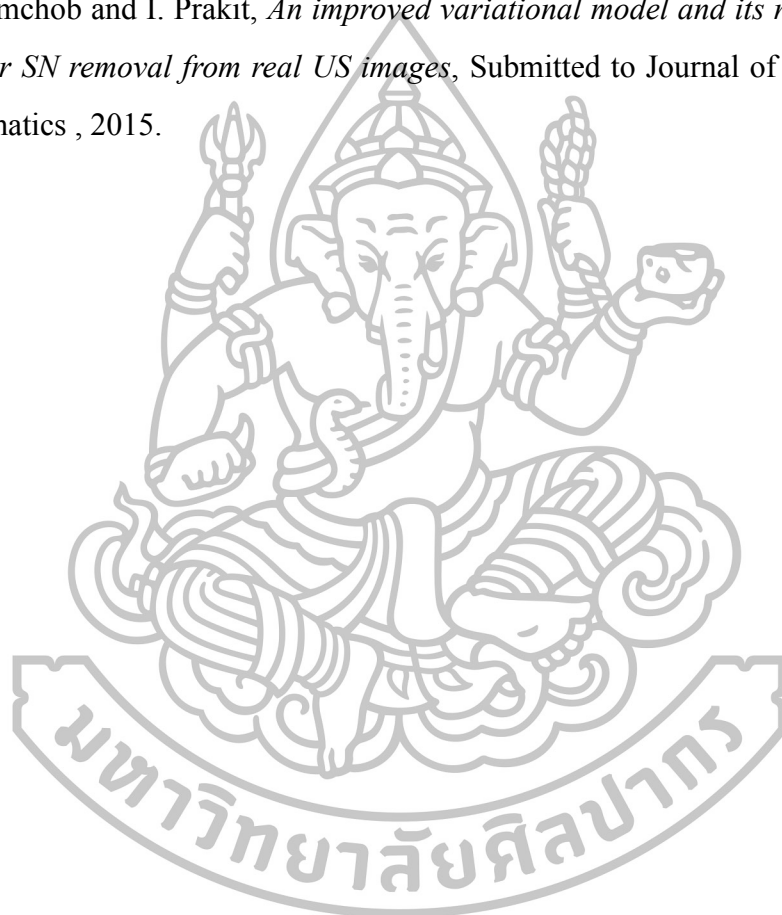 mchob and I. Prakit, An improved variational model and its
r SN removal from real US images, Submitted to Journal of
natics , 2015.
มหาวิทยาลัยศิลปากร